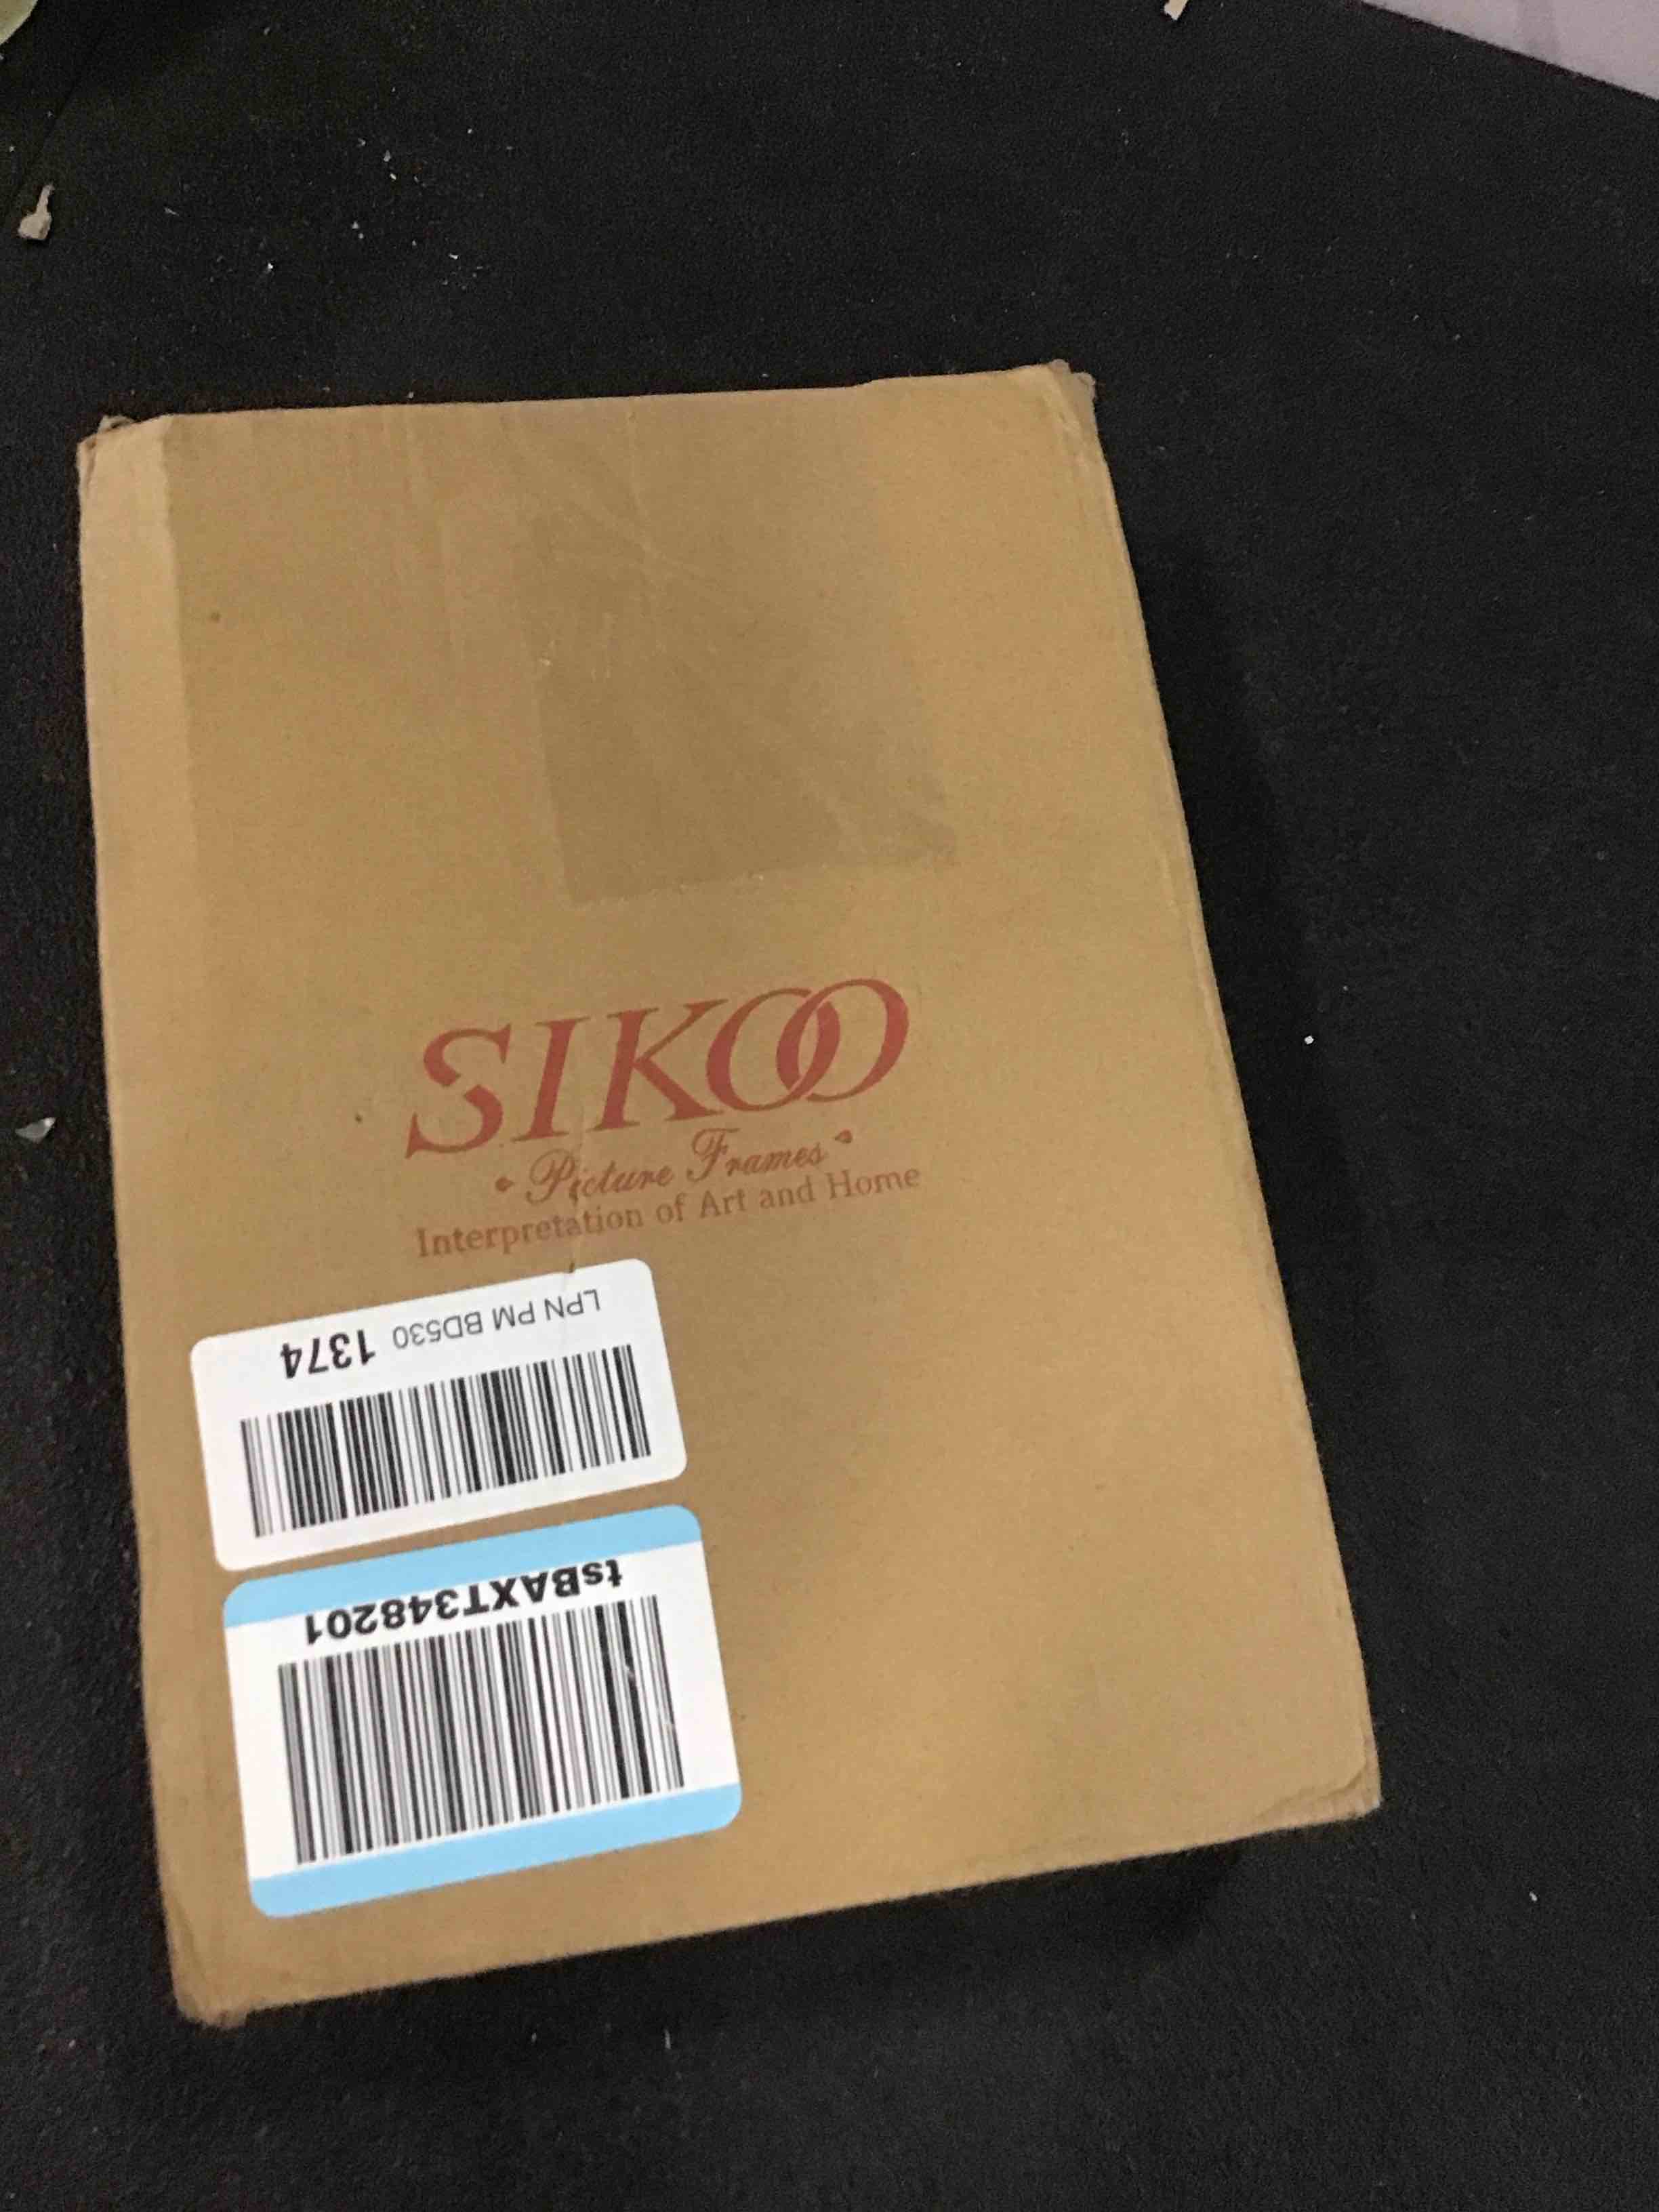 SIKOO
Picture Frames
Interpretation of Art and Home
LPN PM BD530 1374
tsBAXT348201